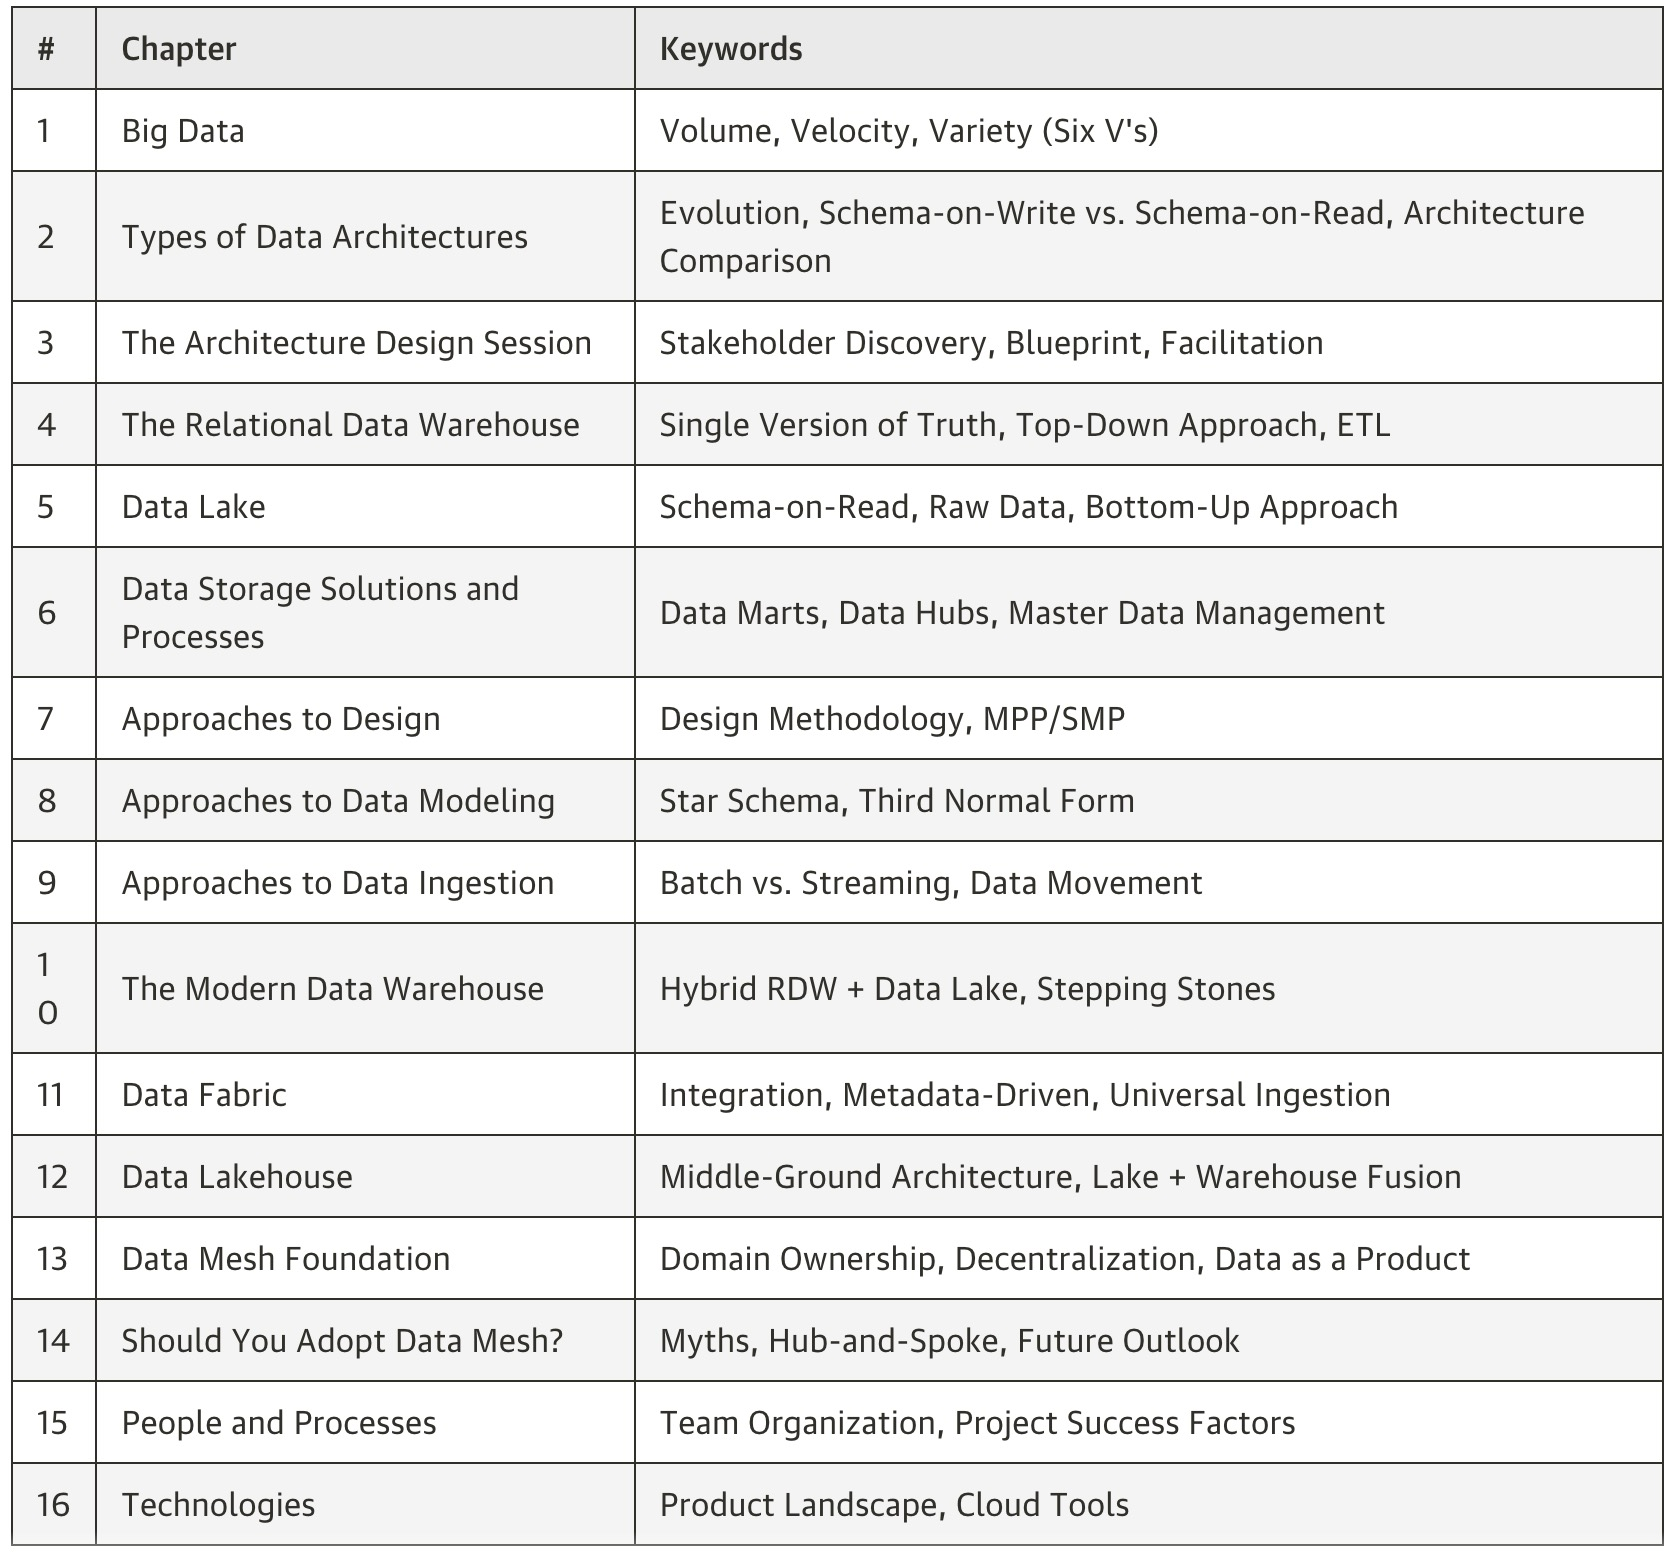 # Chapter Keywords
1 Big Data Volume, Velocity, Variety (Six V's)
2 Types of Data Architectures Evolution, Schema-on-Write vs. Schema-on-Read, Architecture
Comparison
3 The Architecture Design Session Stakeholder Discovery, Blueprint, Facilitation
4 The Relational Data Warehouse Single Version of Truth, Top-Down Approach, ETL
5 Data Lake Schema-on-Read, Raw Data, Bottom-Up Approach
6 Data Storage Solutions and
Processes Data Marts, Data Hubs, Master Data Management
7 Approaches to Design Design Methodology, MPP/SMP
8 Approaches to Data Modeling Star Schema, Third Normal Form
9 Approaches to Data Ingestion Batch vs. Streaming, Data Movement
1
0 The Modern Data Warehouse Hybrid RDW + Data Lake, Stepping Stones
11 Data Fabric Integration, Metadata-Driven, Universal Ingestion
12 Data Lakehouse Middle-Ground Architecture, Lake + Warehouse Fusion
13 Data Mesh Foundation Domain Ownership, Decentralization, Data as a Product
14 Should You Adopt Data Mesh? Myths, Hub-and-Spoke, Future Outlook
15 People and Processes Team Organization, Project Success Factors
16 Technologies Product Landscape, Cloud Tools